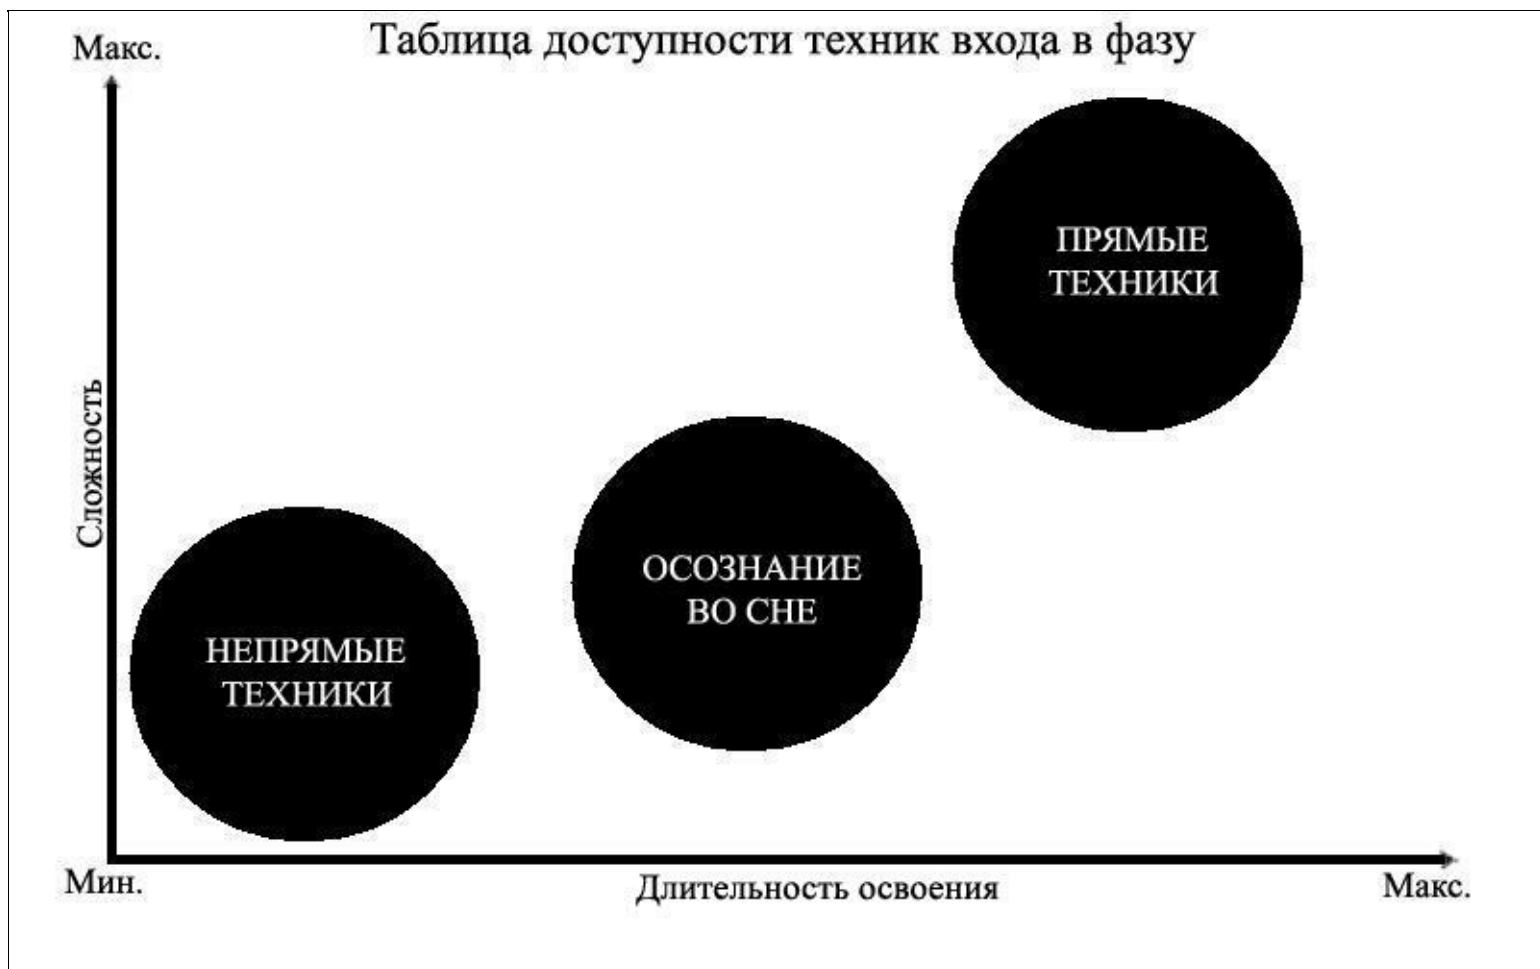 Таблица доступности техник входа в фазу
Макс.
ПРЯМЫЕ
ТЕХНИКИ
Сложность
ОСОЗНАНИЕ
ВО СНЕ
НЕПРЯМЫЕ
ТЕХНИКИ
Мин.
Длительность освоения
Макс.